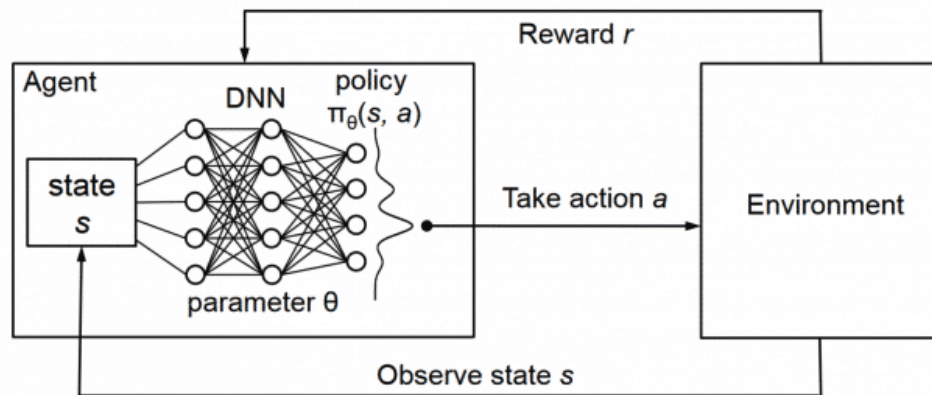 Reward r
Agent
policy
DNN
πθ(s, a)
state
s
Take action a
Environment
parameter θ
Observe state s